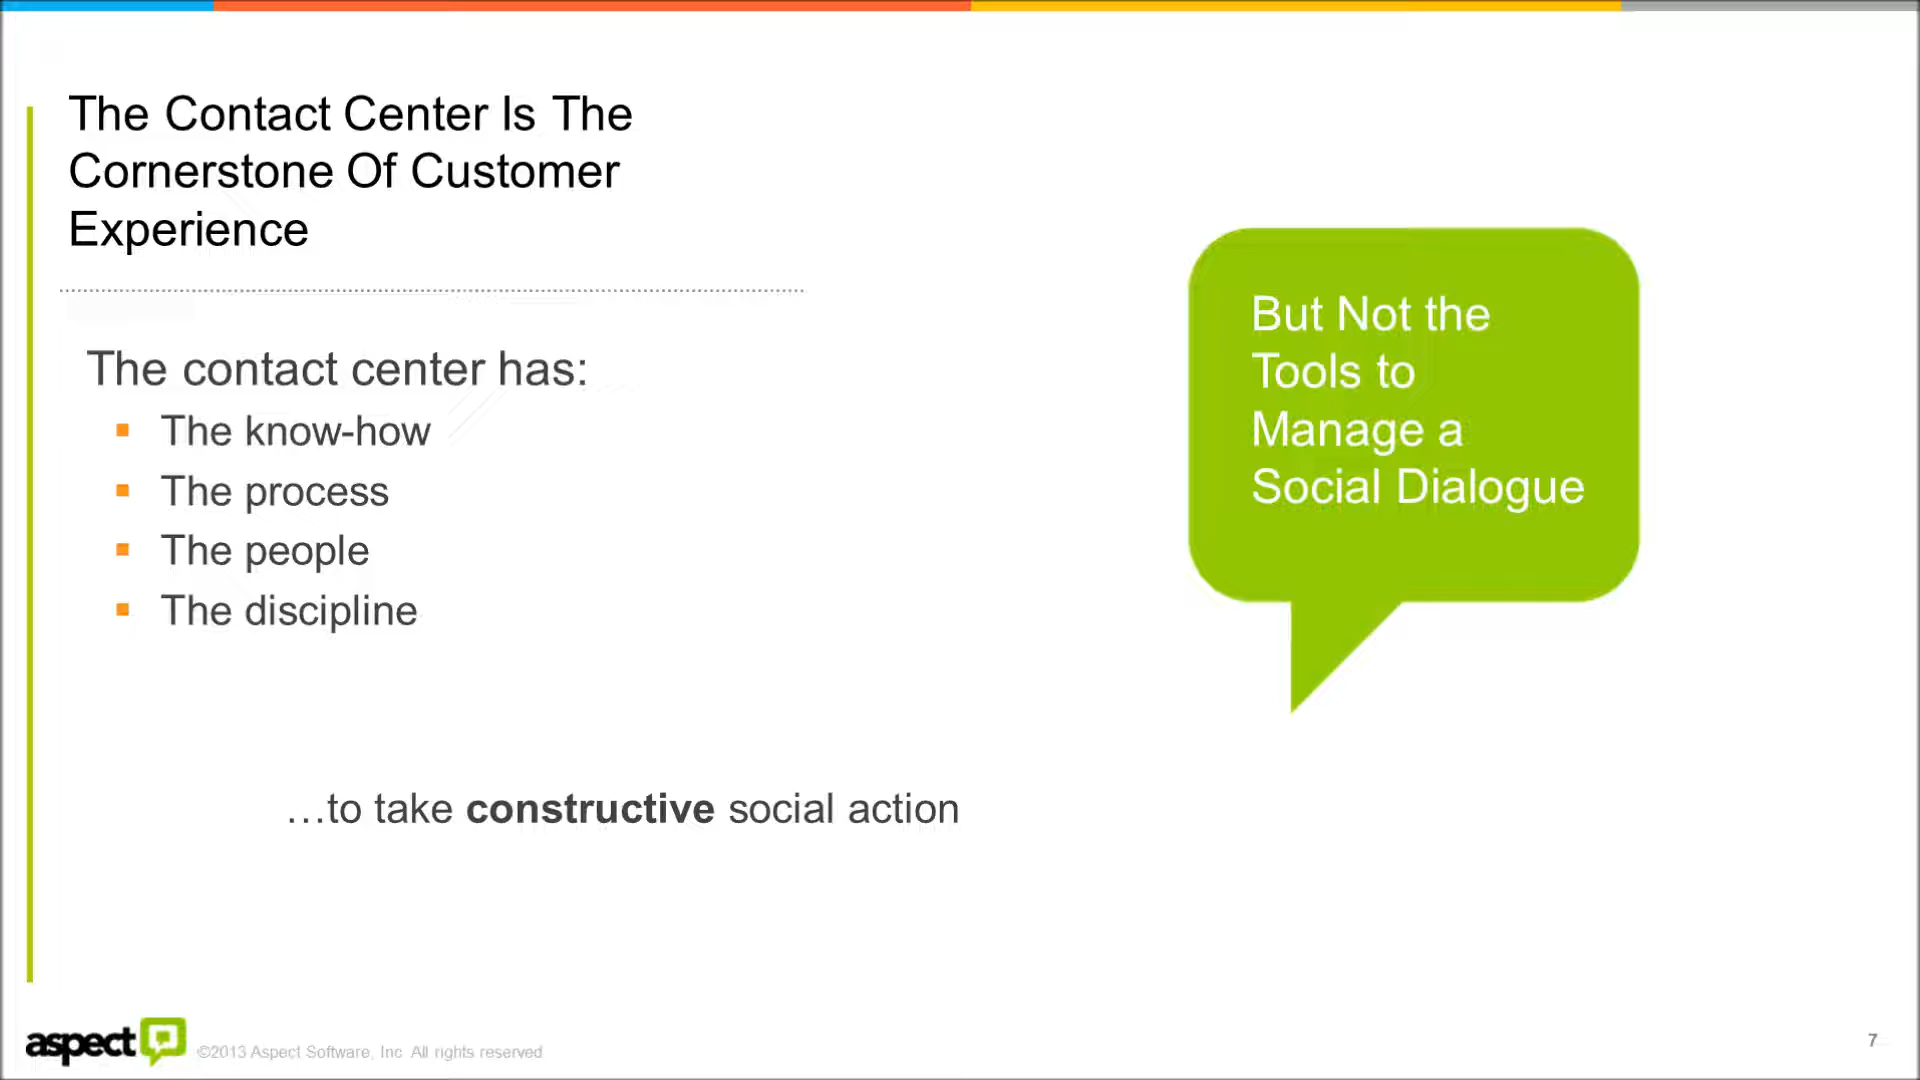 The Contact Center Is The
Cornerstone Of Customer
Experience
The contact center has:
The know-how
The process
The people
The discipline
…to take constructive social action
But Not the
Tools to
Manage a
Social Dialogue
aspect
©2013 Aspect Software, Inc All rights reserved
7